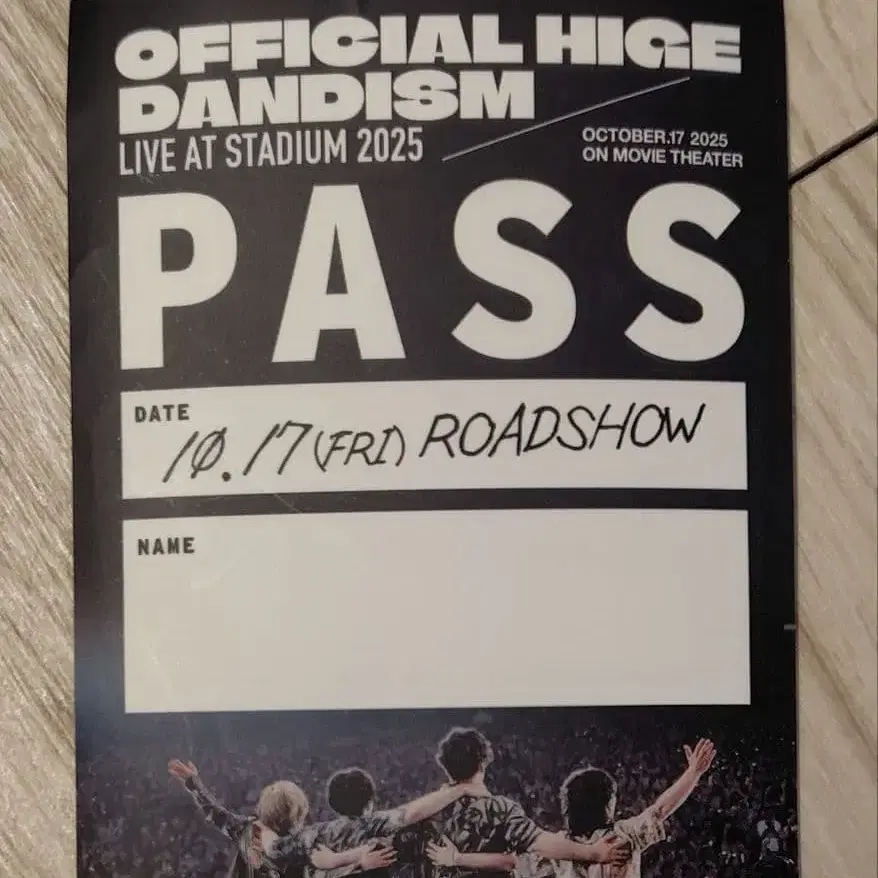 OFFICIAL HIGE
DANDISM
LIVE AT STADIUM 2025
OCTOBER.17 2025
ON MOVIE THEATER
PASS
DATE
10.17(FRI) ROADSHOW
NAME